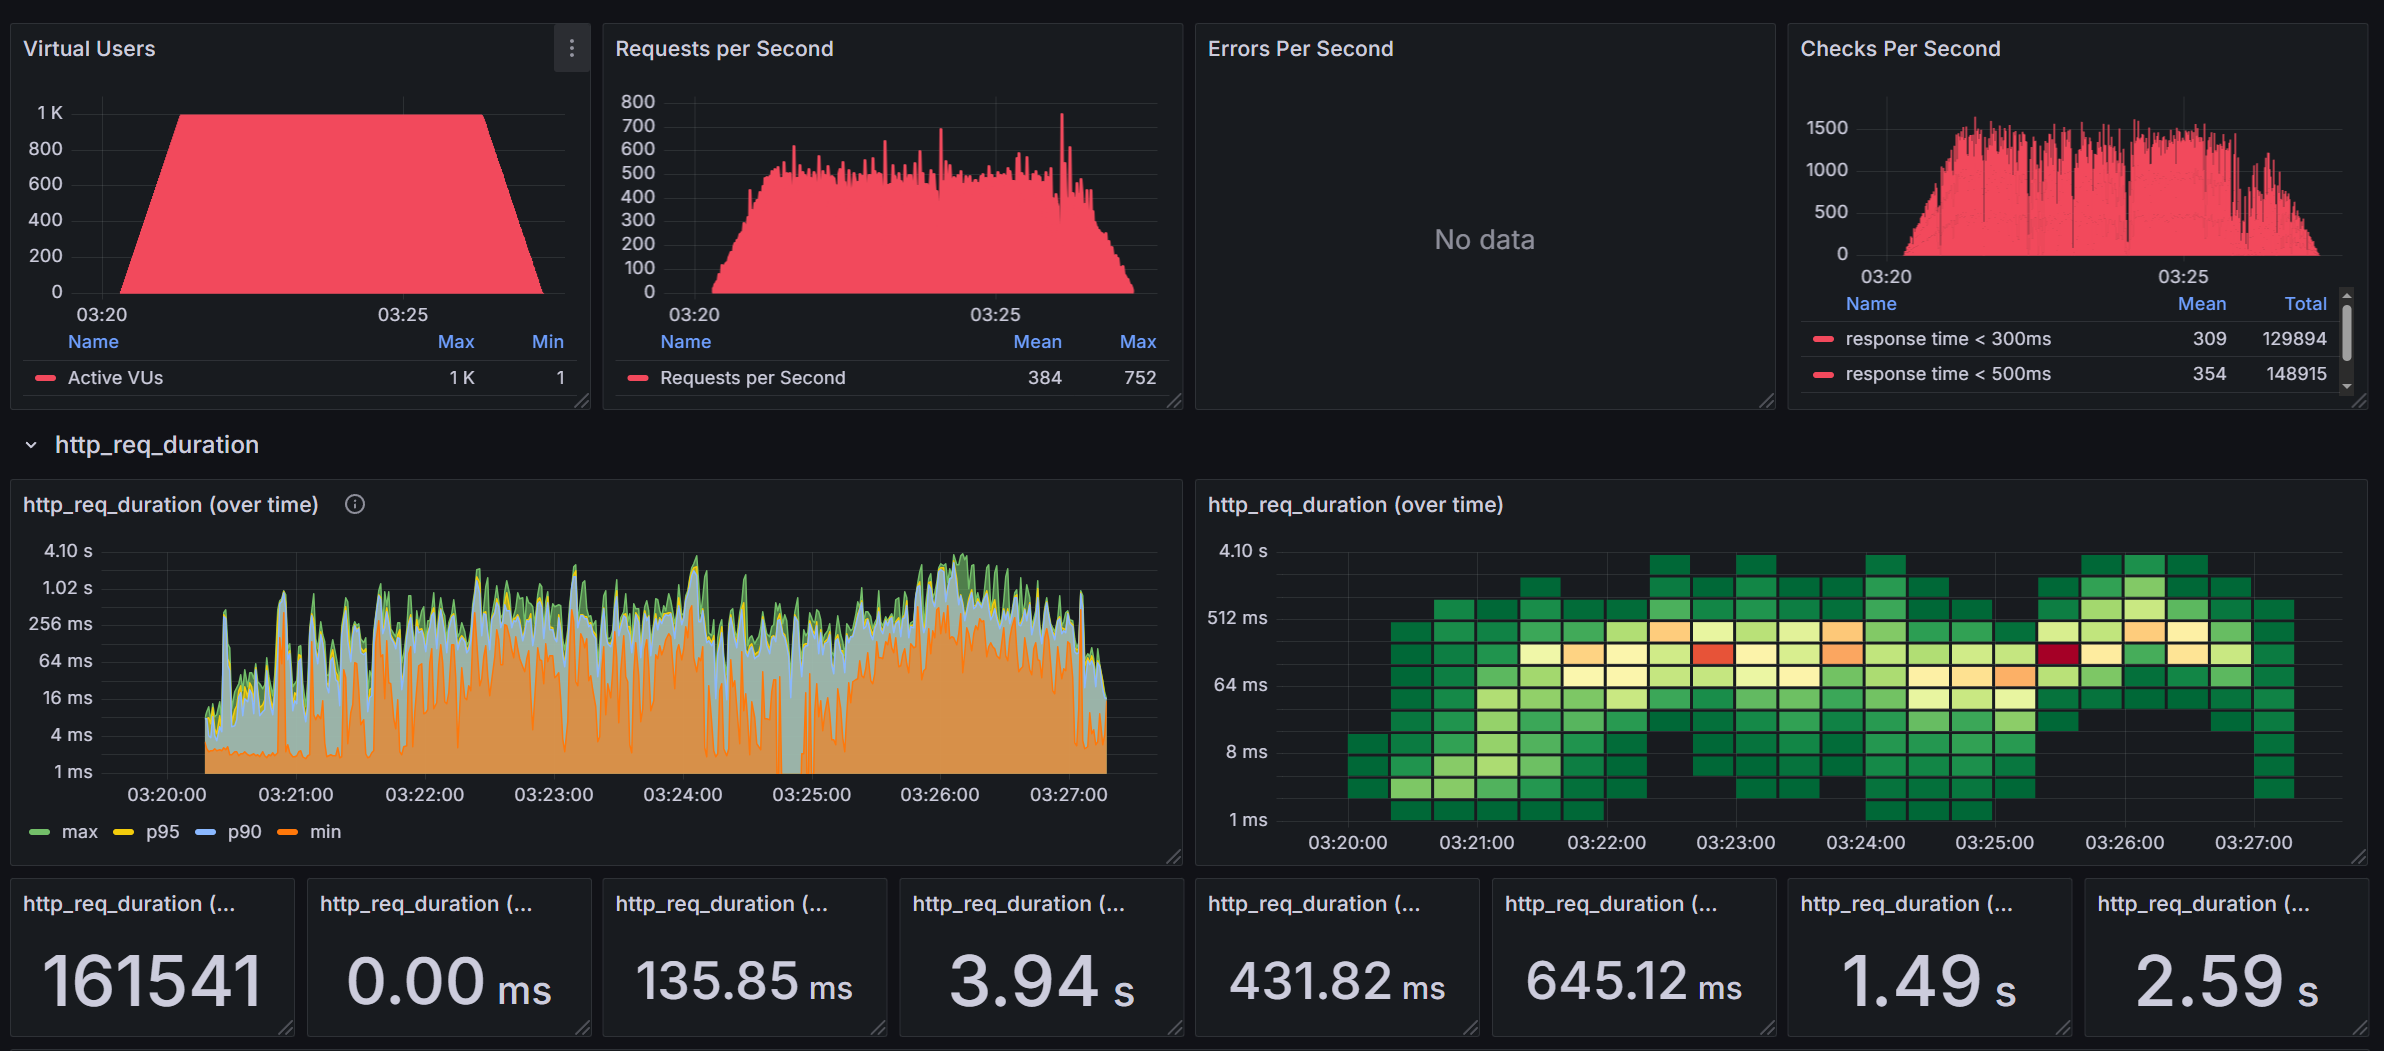 Virtual Users
1 K
800
600
400
200
0
03:20 03:25
Name Max Min
Active VUs 1 K 1
Requests per Second
800
700
600
500
400
300
200
100
0
03:20 03:25
Name Mean Max
Requests per Second 384 752
Errors Per Second
No data
Checks Per Second
1500
1000
500
0
03:20 03:25
Name Mean Total
response time < 300ms 309 129894
response time < 500ms 354 148915
http_req_duration
http_req_duration (over time)
4.10 s
1.02 s
256 ms
64 ms
16 ms
4 ms
1 ms
03:20:00 03:21:00 03:22:00 03:23:00 03:24:00 03:25:00 03:26:00 03:27:00
max p95 p90 min
http_req_duration (over time)
4.10 s
512 ms
64 ms
8 ms
1 ms
03:20:00 03:21:00 03:22:00 03:23:00 03:24:00 03:25:00 03:26:00 03:27:00
http_req_duration (...
161541
http_req_duration (...
0.00 ms
http_req_duration (...
135.85 ms
http_req_duration (...
3.94 s
http_req_duration (...
431.82 ms
http_req_duration (...
645.12 ms
http_req_duration (...
1.49 s
http_req_duration (...
2.59 s